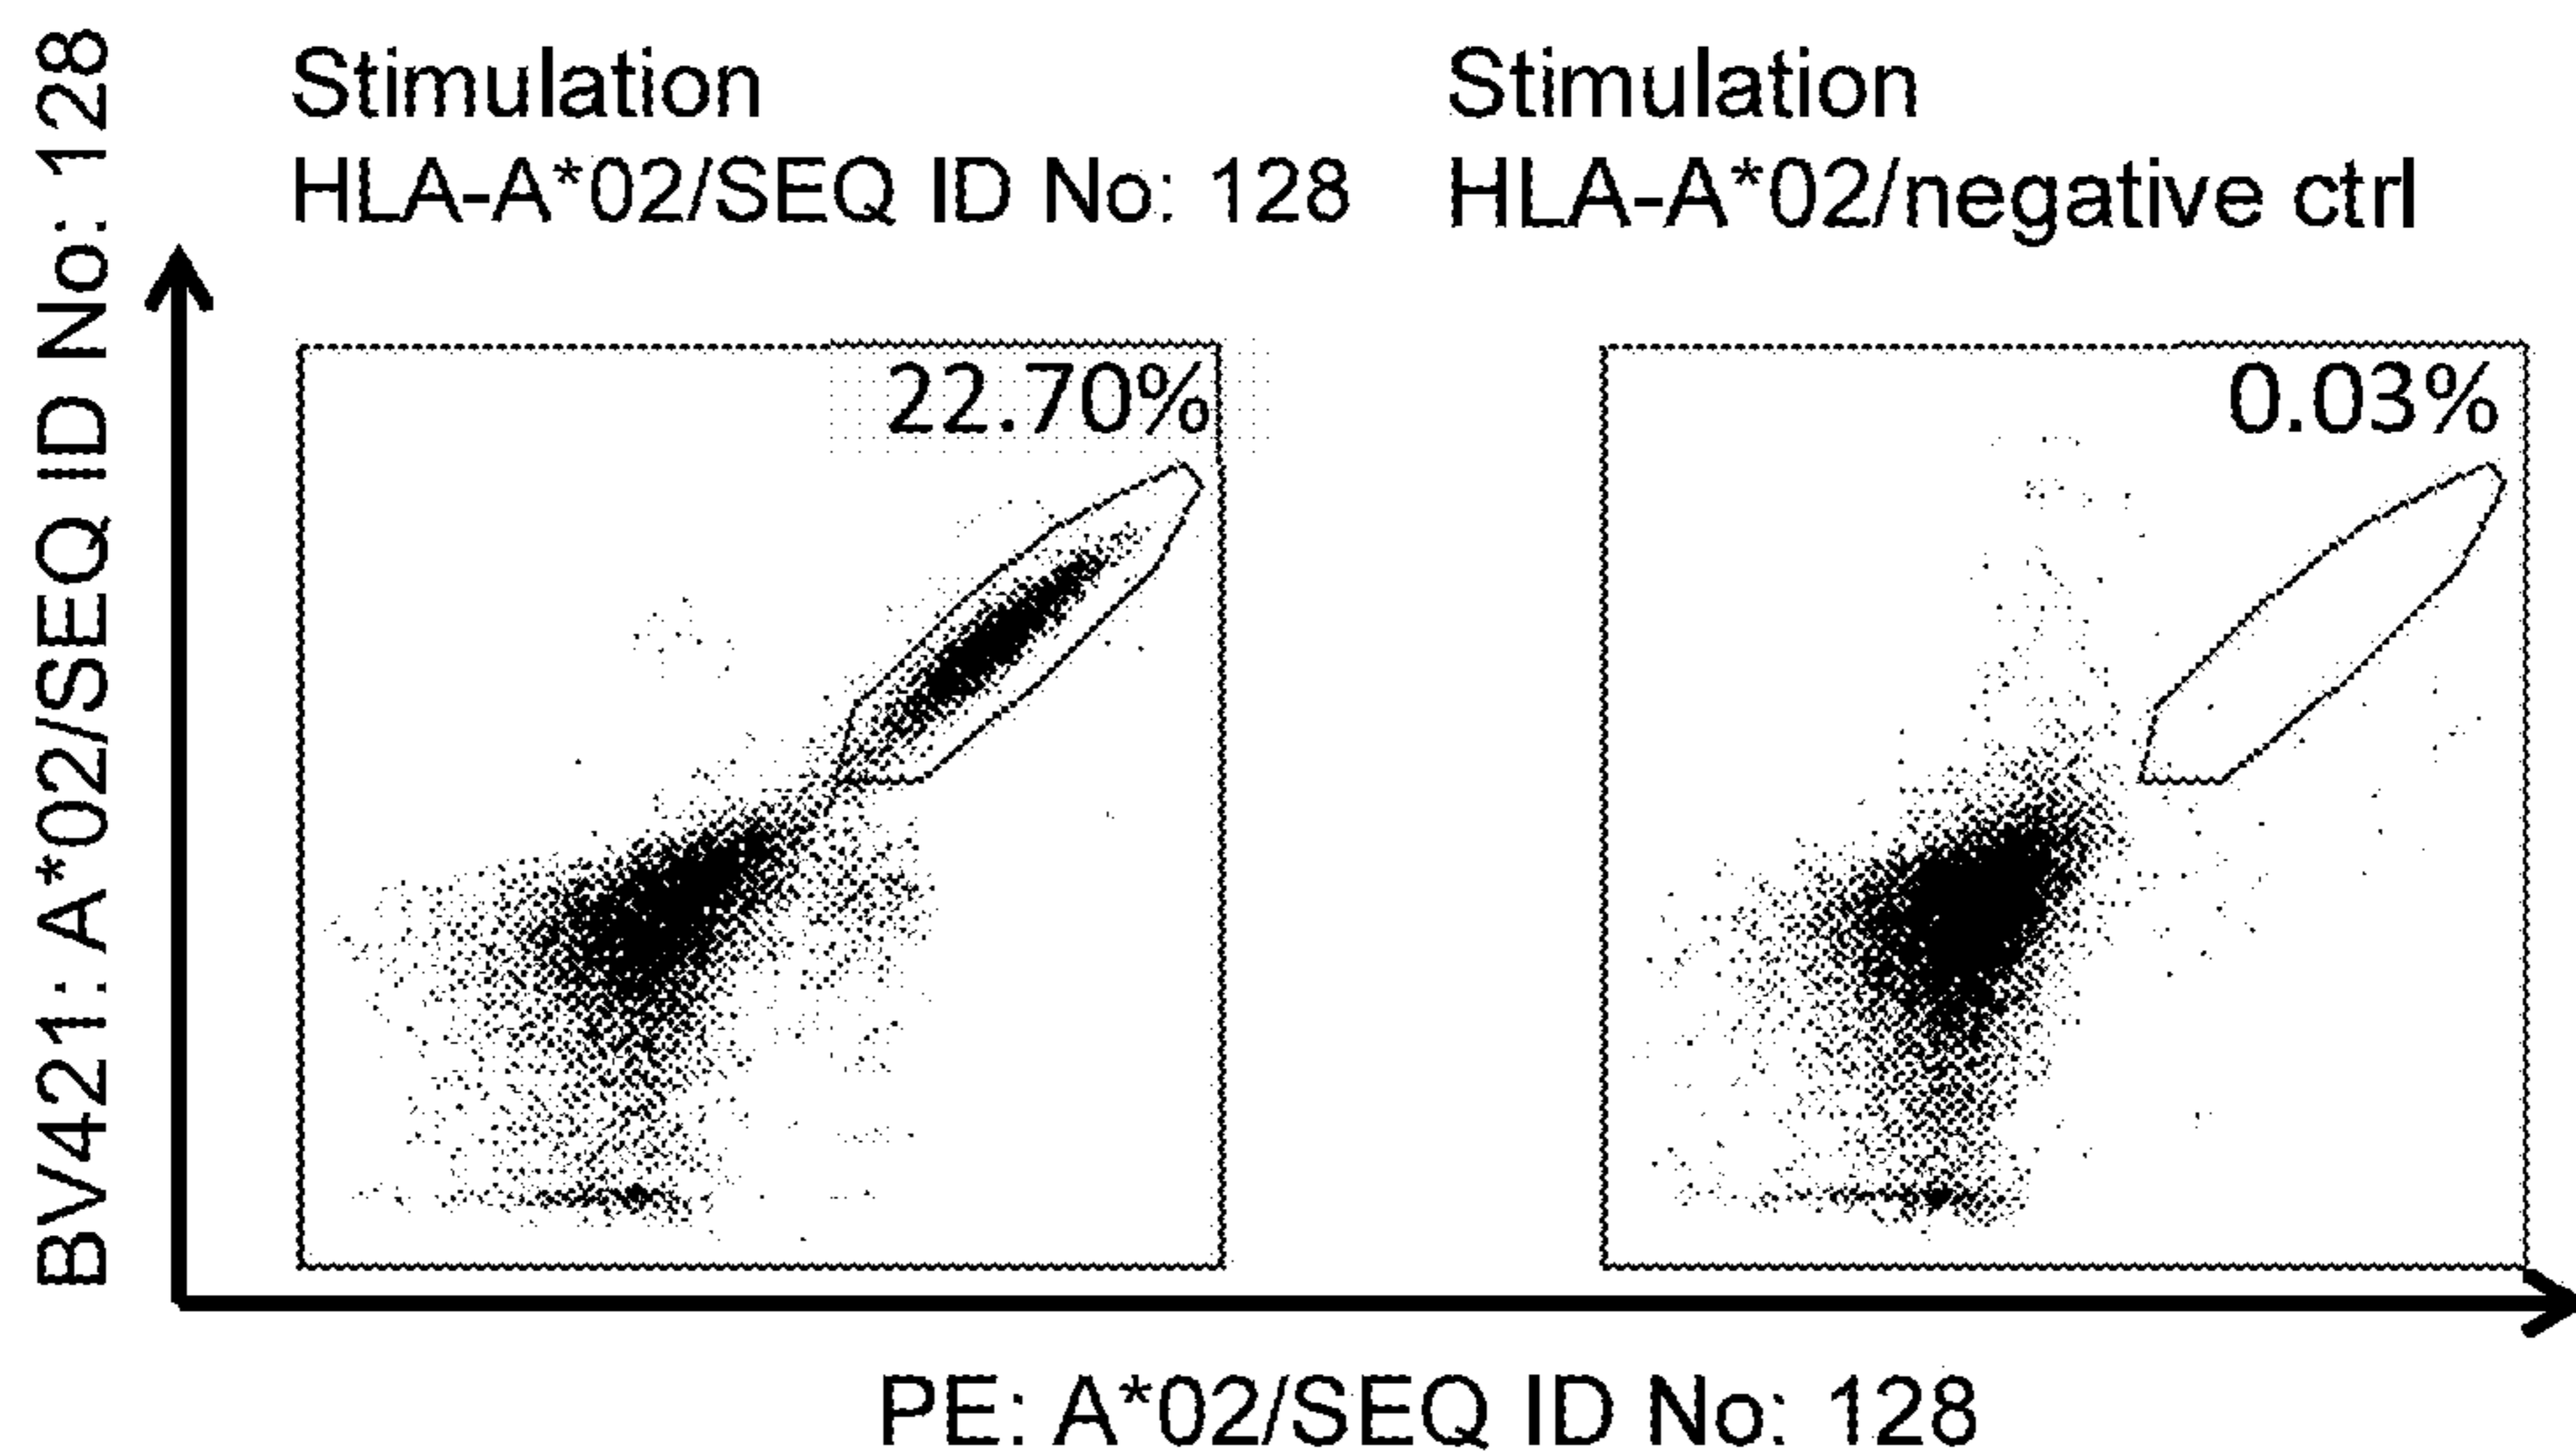 BV421: A*02/SEQ ID No: 128
Stimulation
HLA-A*02/SEQ ID No: 128
Stimulation
HLA-A*02/negative ctrl
22.70%
0.03%
PE: A*02/SEQ ID No: 128